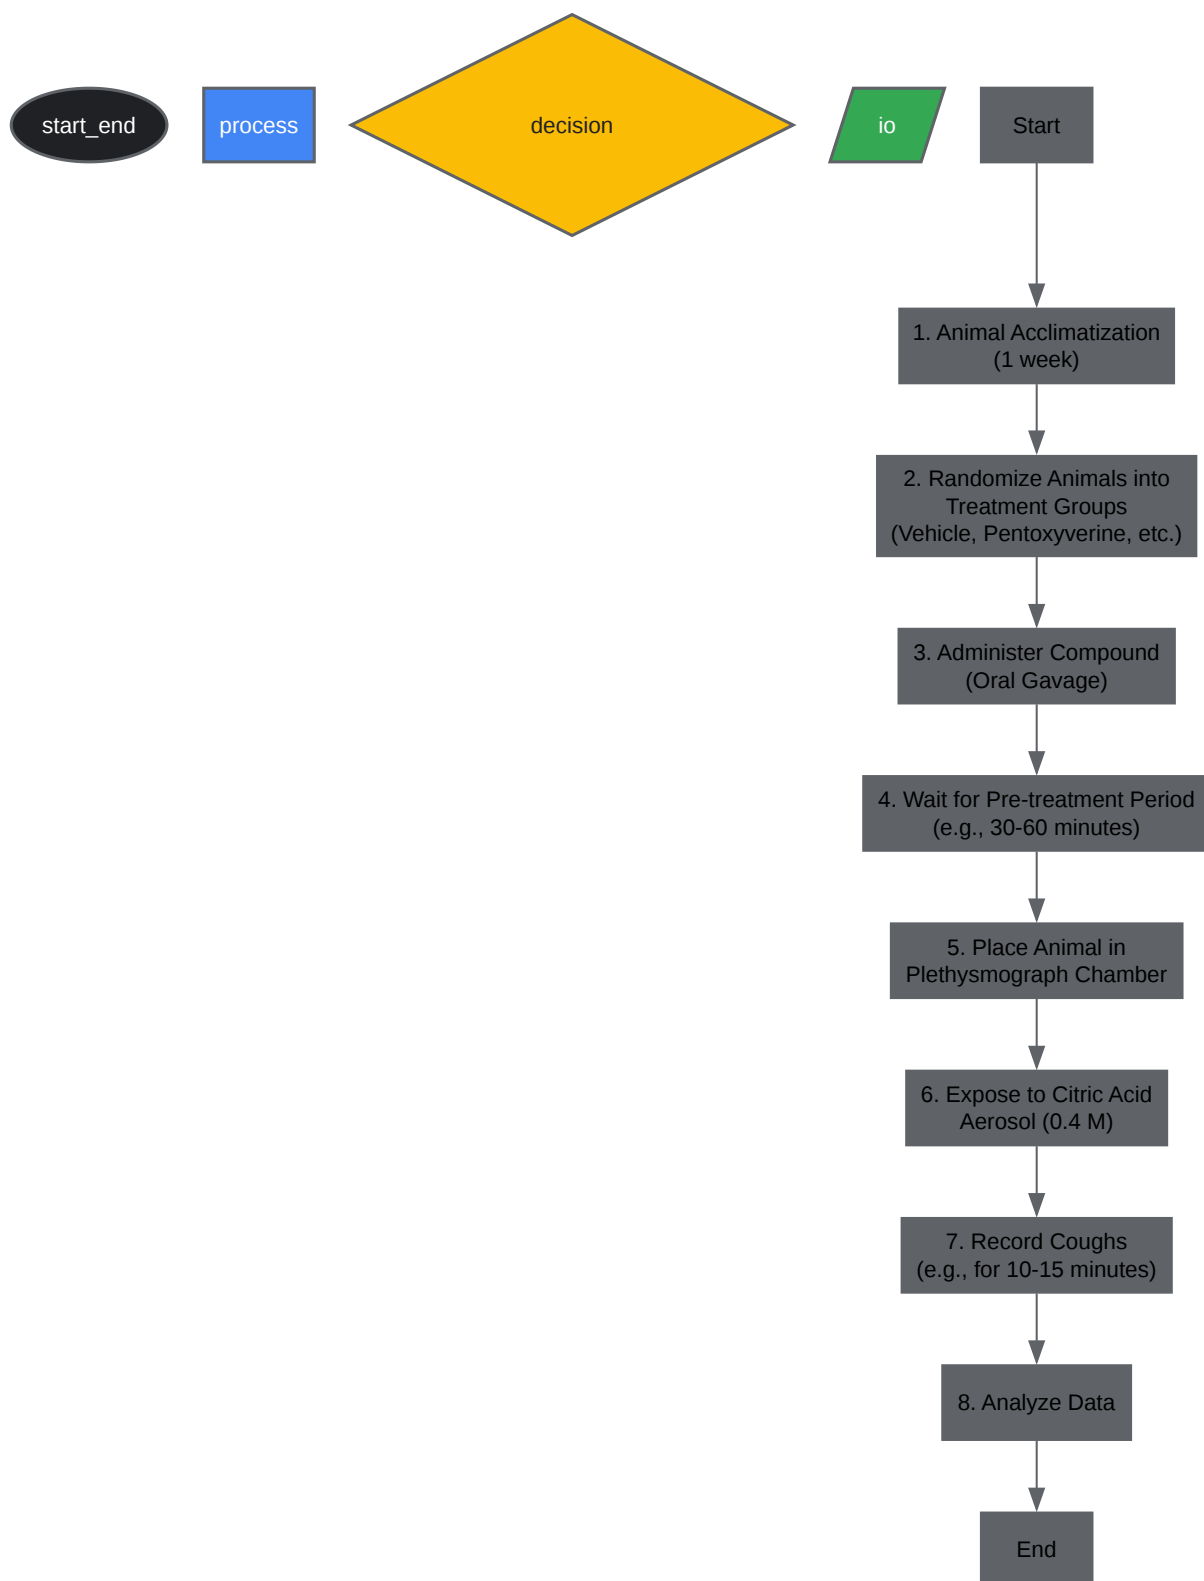 start_end
process
decision
io
Start
1. Animal Acclimatization
(1 week)
2. Randomize Animals into
Treatment Groups
(Vehicle, Pentoxyverine, etc.)
3. Administer Compound
(Oral Gavage)
4. Wait for Pre-treatment Period
(e.g., 30-60 minutes)
5. Place Animal in
Plethysmograph Chamber
6. Expose to Citric Acid
Aerosol (0.4 M)
7. Record Coughs
(e.g., for 10-15 minutes)
8. Analyze Data
End